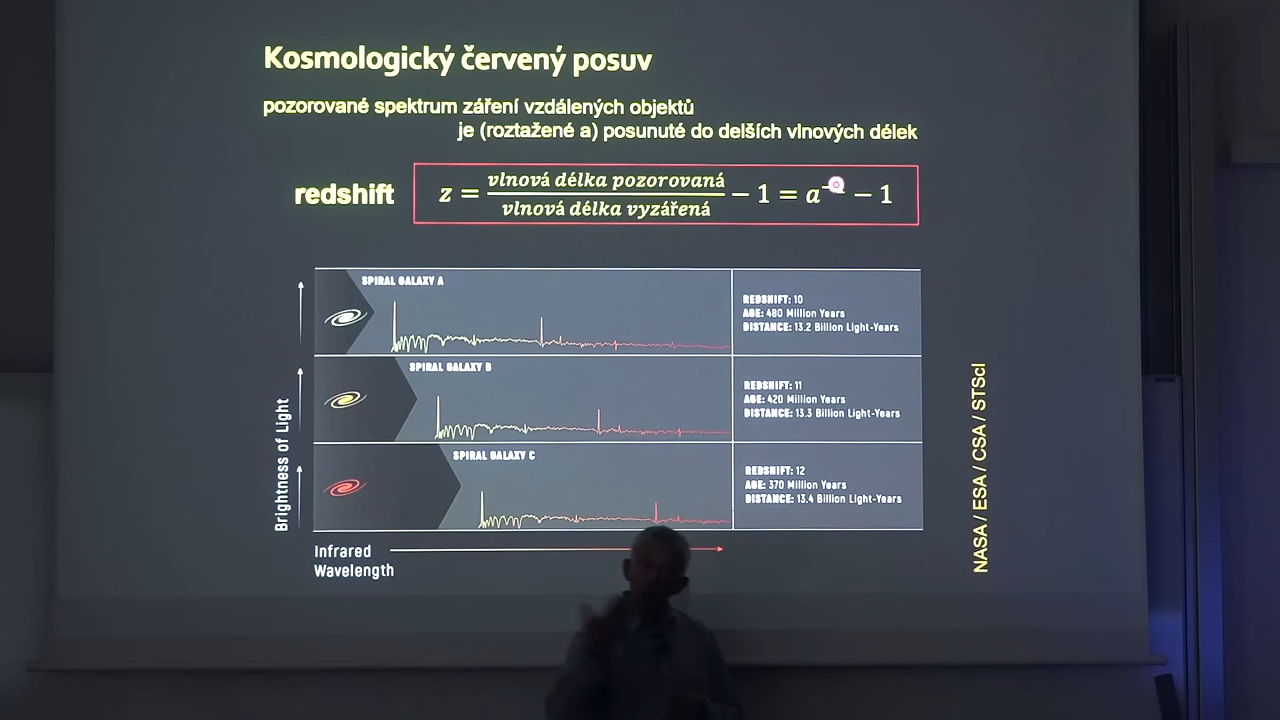 Kosmologický červený posuv
pozorované spektrum záření vzdálených objektů
je (roztažené a) posunuté do delších vlnových délek
redshift
z = vlnová délka pozorovaná / vlnová délka vyzářená − 1 = a − 1
SPIRAL GALAXY A
REDSHIFT: 10
AGE: 480 Million Years
DISTANCE: 13.2 Billion Light-Years
SPIRAL GALAXY B
REDSHIFT: 11
AGE: 420 Million Years
DISTANCE: 13.3 Billion Light-Years
SPIRAL GALAXY C
REDSHIFT: 12
AGE: 370 Million Years
DISTANCE: 13.4 Billion Light-Years
Brightness of Light
Infrared
Wavelength
NASA / ESA / CSA / STScI